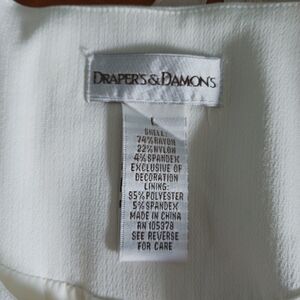 DRAPER'S & DAMON'S
L
SHELL:
74% RAYON
22% NYLON
4% SPANDEX
EXCLUSIVE OF
DECORATION
LINING:
95% POLYESTER
5% SPANDEX
MADE IN CHINA
RN 105378
SEE REVERSE
FOR CARE